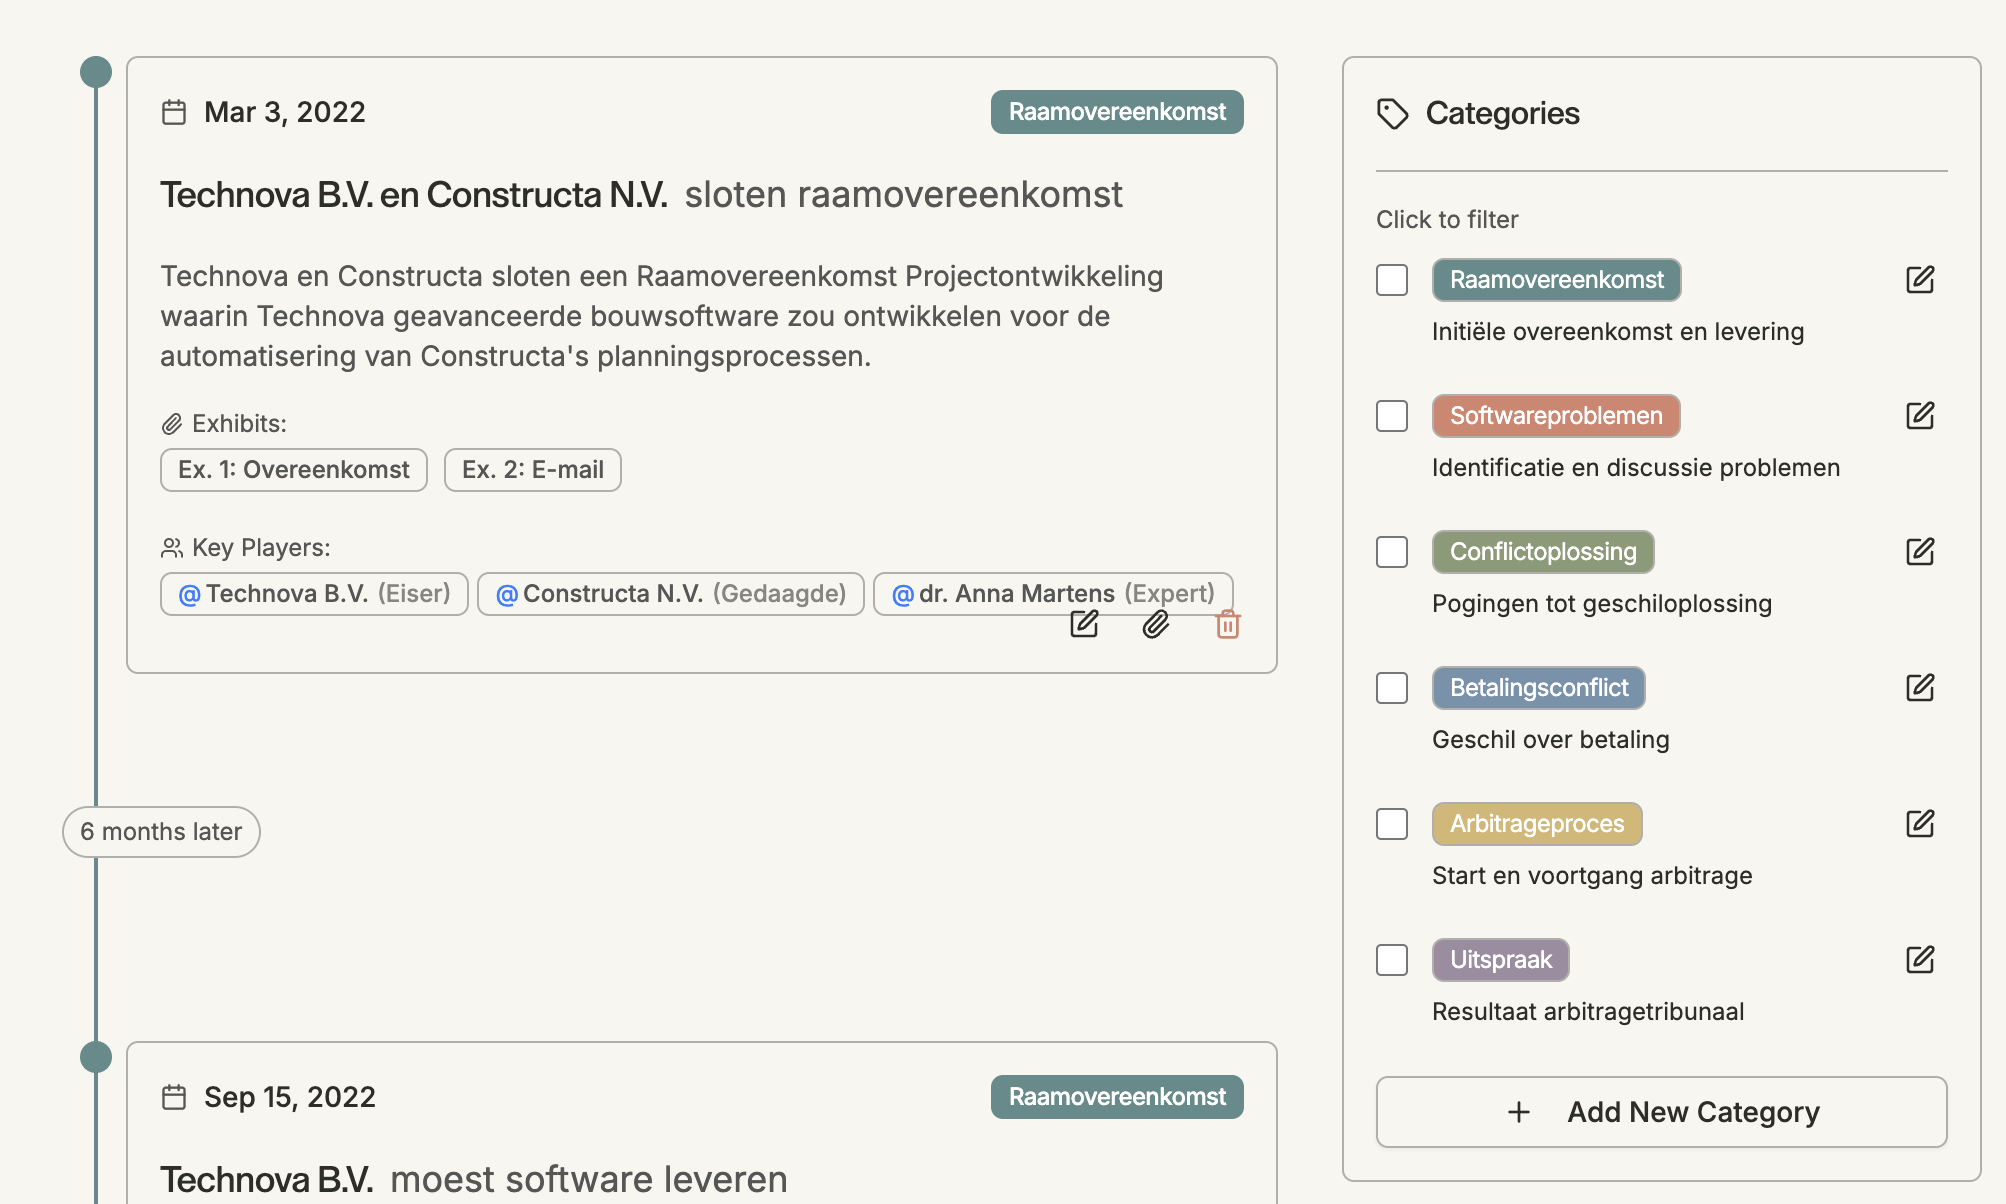 Mar 3, 2022
Raamovereenkomst
Technova B.V. en Constructa N.V. sloten raamovereenkomst
Technova en Constructa sloten een Raamovereenkomst Projectontwikkeling
waarin Technova geavanceerde bouwsoftware zou ontwikkelen voor de
automatisering van Constructa's planningsprocessen.
Exhibits:
Ex. 1: Overeenkomst
Ex. 2: E-mail
Key Players:
@ Technova B.V. (Eiser)
@ Constructa N.V. (Gedaagde)
@ dr. Anna Martens (Expert)
6 months later
Sep 15, 2022
Raamovereenkomst
Technova B.V. moest software leveren
Categories
Click to filter
Raamovereenkomst
Initiële overeenkomst en levering
Softwareproblemen
Identificatie en discussie problemen
Conflictoplossing
Pogingen tot geschiloplossing
Betalingsconflict
Geschil over betaling
Arbitrageproces
Start en voortgang arbitrage
Uitspraak
Resultaat arbitragetribunaal
Add New Category